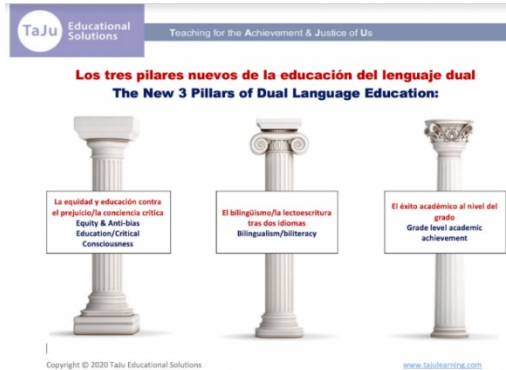 TaJu
Educational
Solutions
Teaching for the Achievement & Justice of Us
Los tres pilares nuevos de la educación del lenguaje dual
The New 3 Pillars of Dual Language Education:
La equidad y educación contra
el prejuicio/la conciencia crítica
Equity & Anti-bias
Education/Critical
Consciousness
El bilingüismo/la lectoescritura
tras dos idiomas
Bilingualism/biliteracy
El éxito académico al nivel del
grado
Grade level academic
achievement
Copyright © 2020 TaJu Educational Solutions
www.tajulearning.com